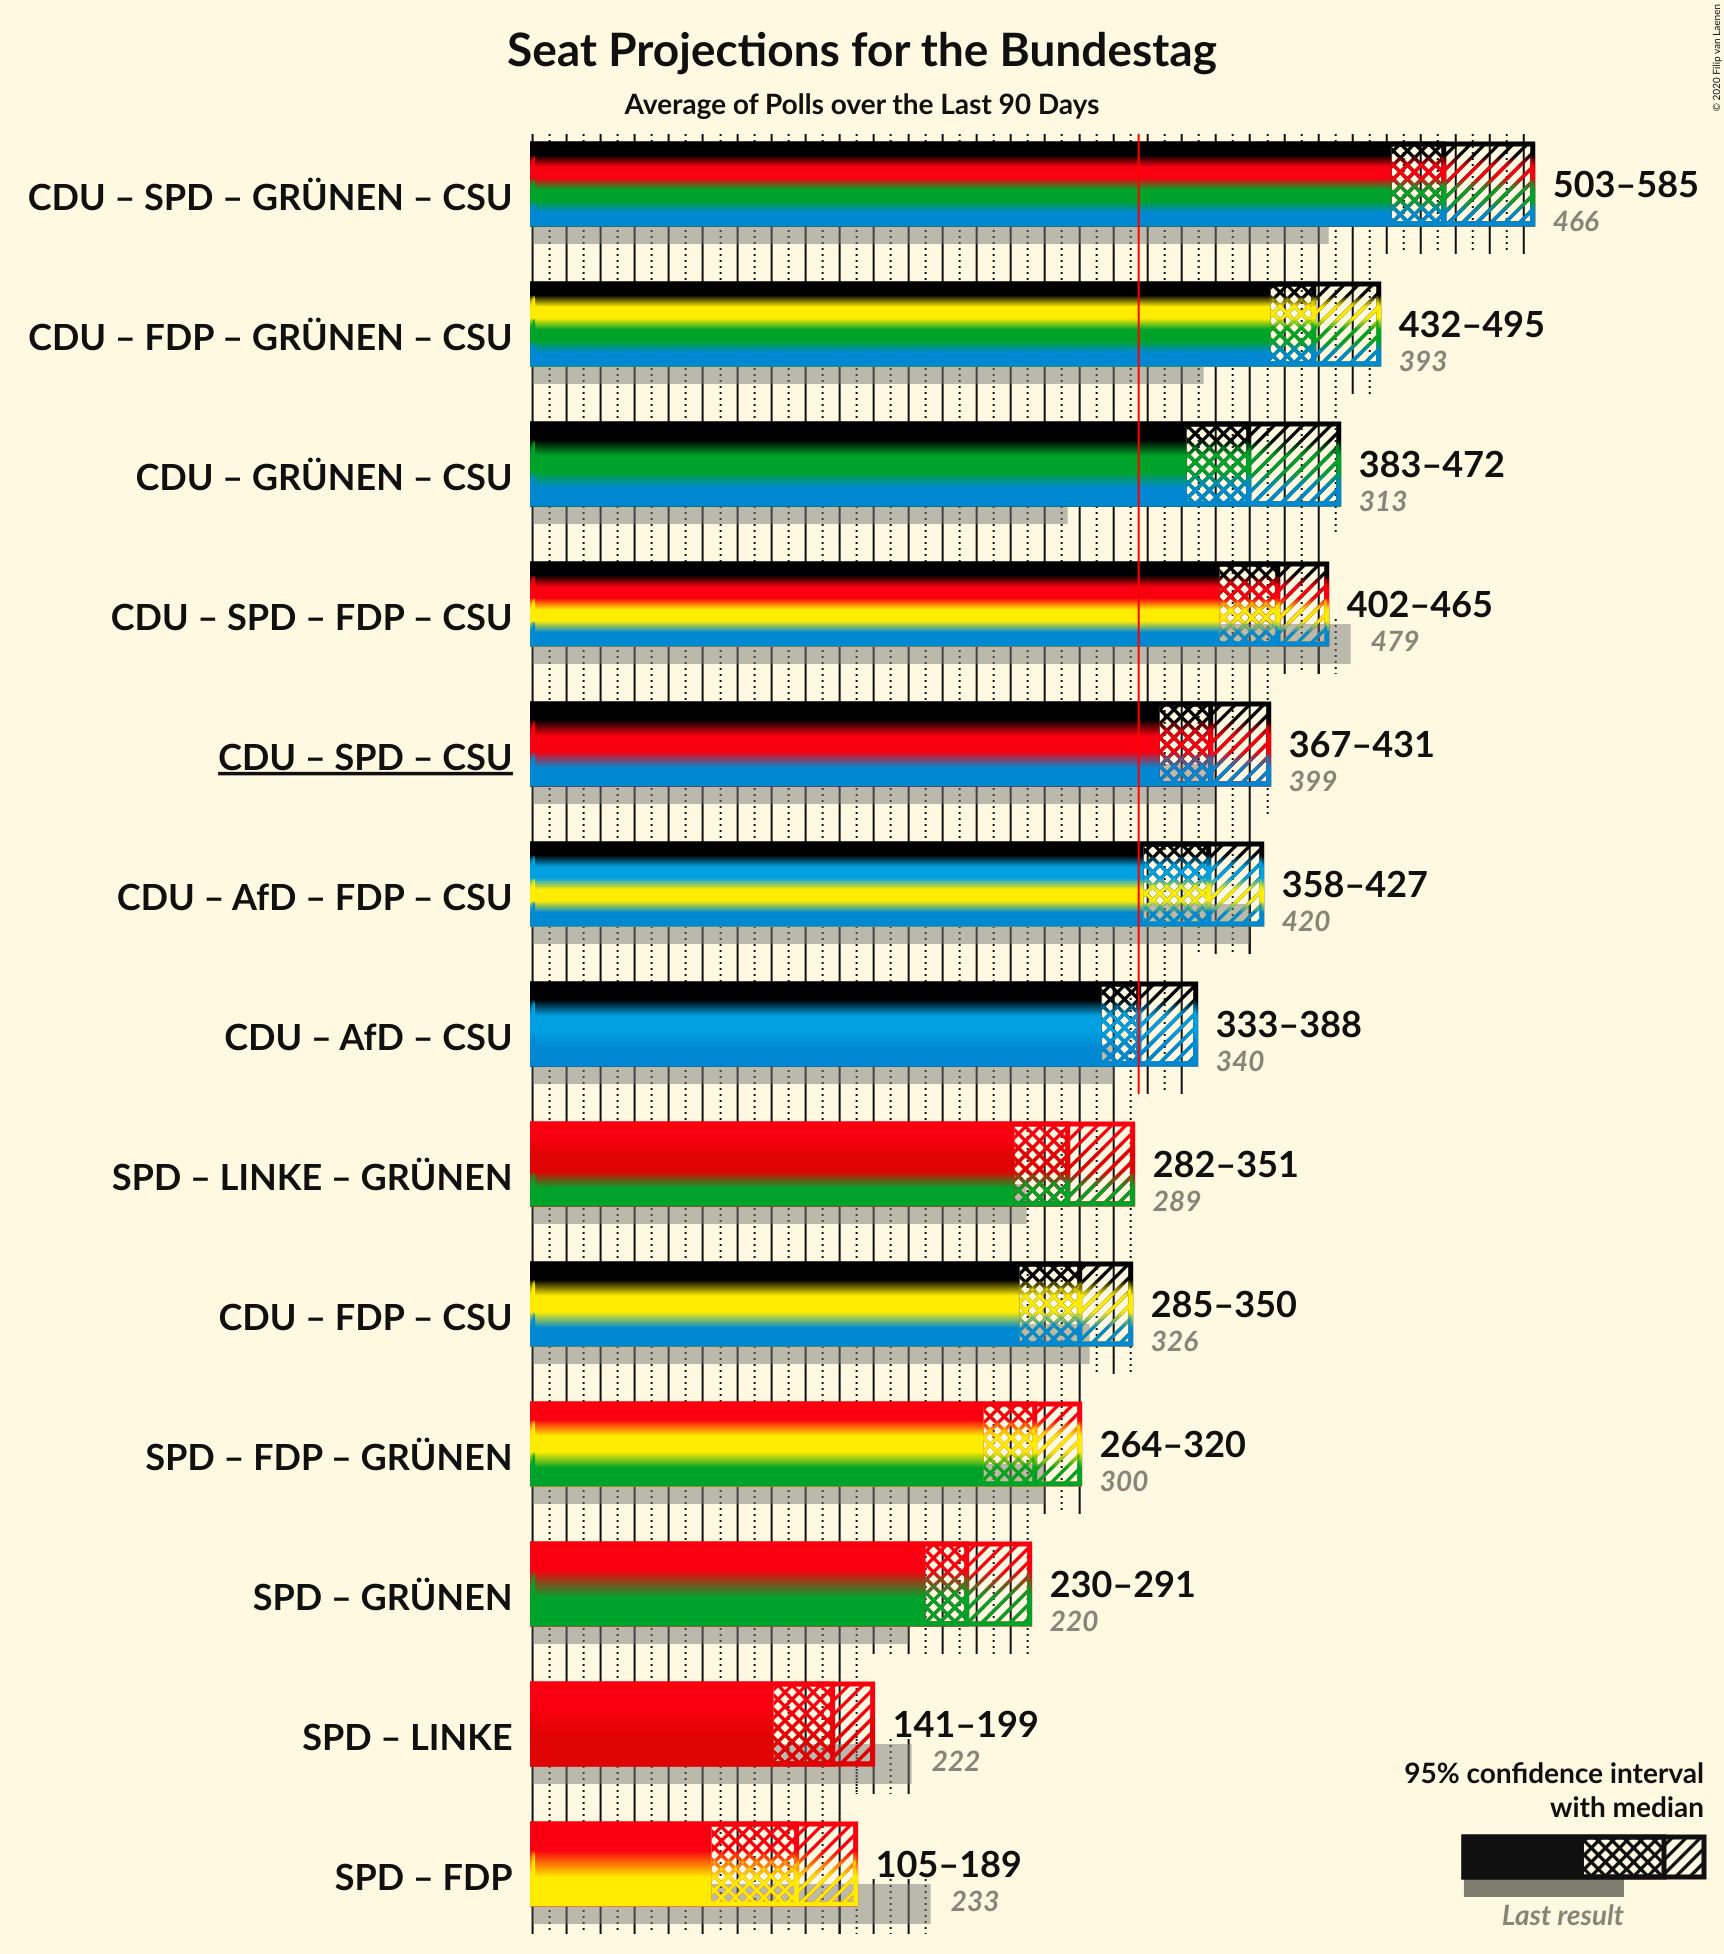 Seat Projections for the Bundestag
Average of Polls over the Last 90 Days
© 2020 Filip van Laenen
CDU – SPD – GRÜNEN – CSU
503–585
466
CDU – FDP – GRÜNEN – CSU
432–495
393
CDU – GRÜNEN – CSU
383–472
313
CDU – SPD – FDP – CSU
402–465
479
CDU – SPD – CSU
367–431
399
CDU – AfD – FDP – CSU
358–427
420
CDU – AfD – CSU
333–388
340
SPD – LINKE – GRÜNEN
282–351
289
CDU – FDP – CSU
285–350
326
SPD – FDP – GRÜNEN
264–320
300
SPD – GRÜNEN
230–291
220
SPD – LINKE
141–199
222
SPD – FDP
105–189
233
95% confidence interval
with median
Last result